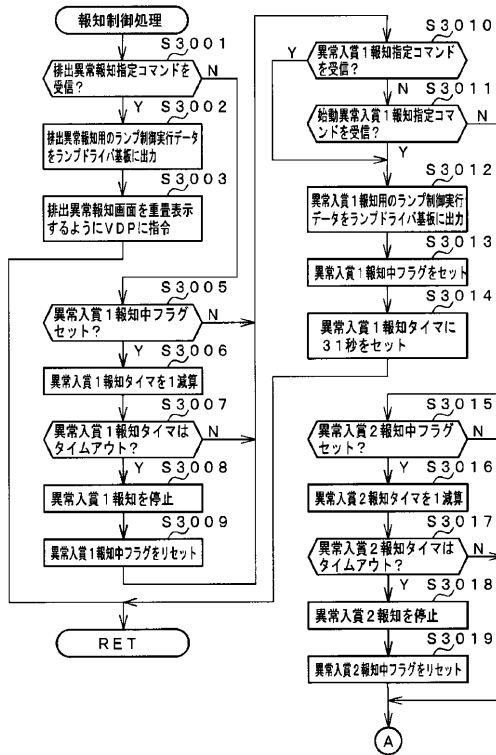 報知制御処理
S3001
排出異常報知指定コマンドを
受信?
N
Y
S3002
排出異常報知用のランプ制御実行データ
をランプドライバ基板に出力
S3003
排出異常報知画面を重畳表示
するようにVDPに指令
S3005
異常入賞1報知中フラグ
セット?
N
Y
S3006
異常入賞1報知タイマを1減算
S3007
異常入賞1報知タイマは
タイムアウト?
N
Y
S3008
異常入賞1報知を停止
S3009
異常入賞1報知中フラグをリセット
RET
S3010
異常入賞1報知指定コマンド
を受信?
Y
N
S3011
始動異常入賞1報知指定コマ
ンドを受信?
N
Y
S3012
異常入賞1報知用のランプ制御実行
データをランプドライバ基板に出力
S3013
異常入賞1報知中フラグをセット
S3014
異常入賞1報知タイマに
31秒をセット
S3015
異常入賞2報知中フラグ
セット?
N
Y
S3016
異常入賞2報知タイマを1減算
S3017
異常入賞2報知タイマは
タイムアウト?
N
Y
S3018
異常入賞2報知を停止
S3019
異常入賞2報知中フラグをリセット
A